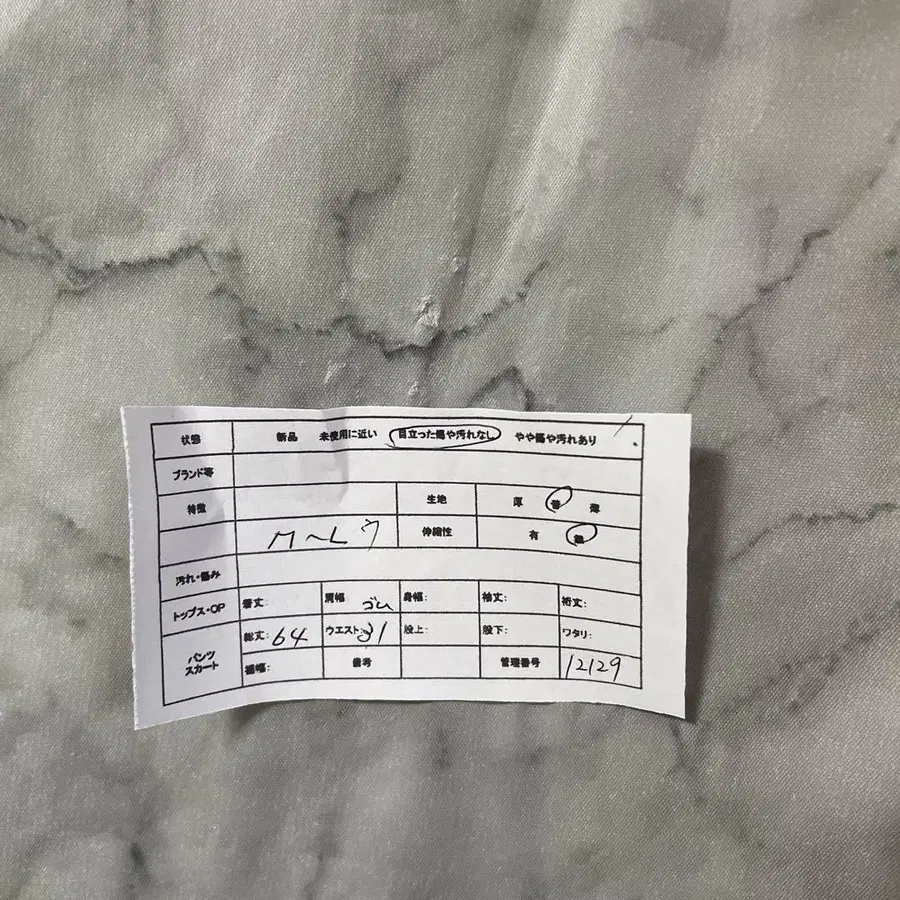 状態 新品 未使用に近い 目立った傷や汚れなし やや傷や汚れあり
ブランド等
特徴 生地 厚 普 薄
M〜Lワ 伸縮性 有 無
汚れ・傷み
トップス・OP 着丈: 肩幅: ゴム 身幅: 袖丈: 裄丈:
パンツ スカート 総丈: 64 ウエスト: 31 股上: 股下: ワタリ:
裾幅: 備考 管理番号 12129